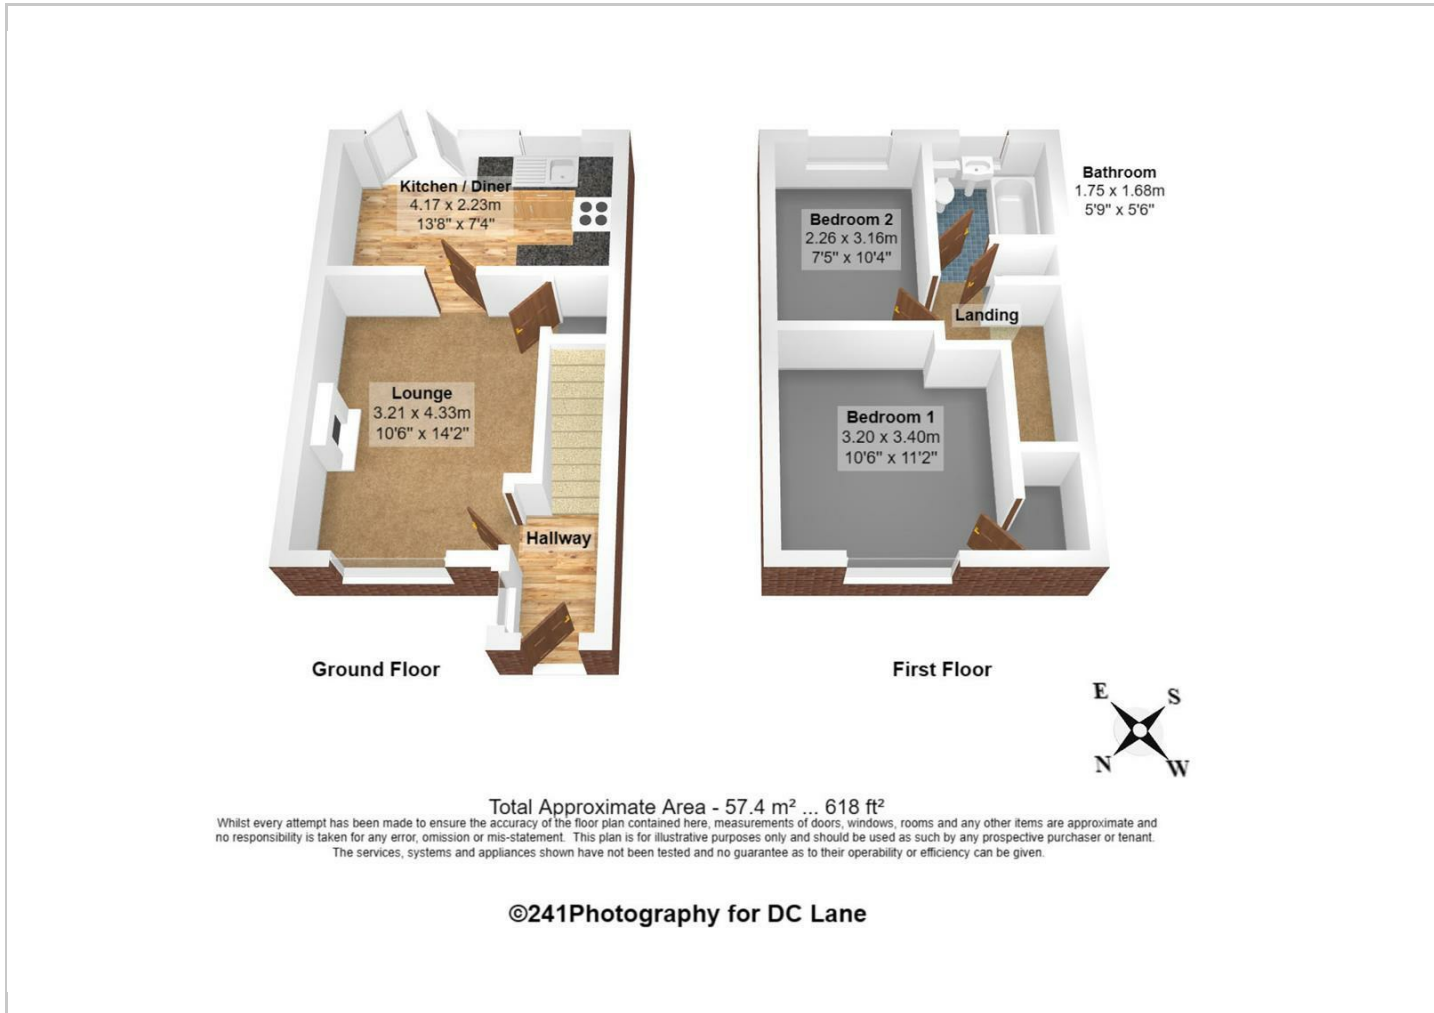 Kitchen / Diner
4.17 x 2.23m
13'8" x 7'4"
Lounge
3.21 x 4.33m
10'6" x 14'2"
Hallway
Ground Floor
Bedroom 2
2.26 x 3.16m
7'5" x 10'4"
Bathroom
1.75 x 1.68m
5'9" x 5'6"
Landing
Bedroom 1
3.20 x 3.40m
10'6" x 11'2"
First Floor
E
S
N
W
Total Approximate Area - 57.4 m² ... 618 ft²
Whilst every attempt has been made to ensure the accuracy of the floor plan contained here, measurements of doors, windows, rooms and any other items are approximate and
no responsibility is taken for any error, omission or mis-statement. This plan is for illustrative purposes only and should be used as such by any prospective purchaser or tenant.
The services, systems and appliances shown have not been tested and no guarantee as to their operability or efficiency can be given.
©241Photography for DC Lane